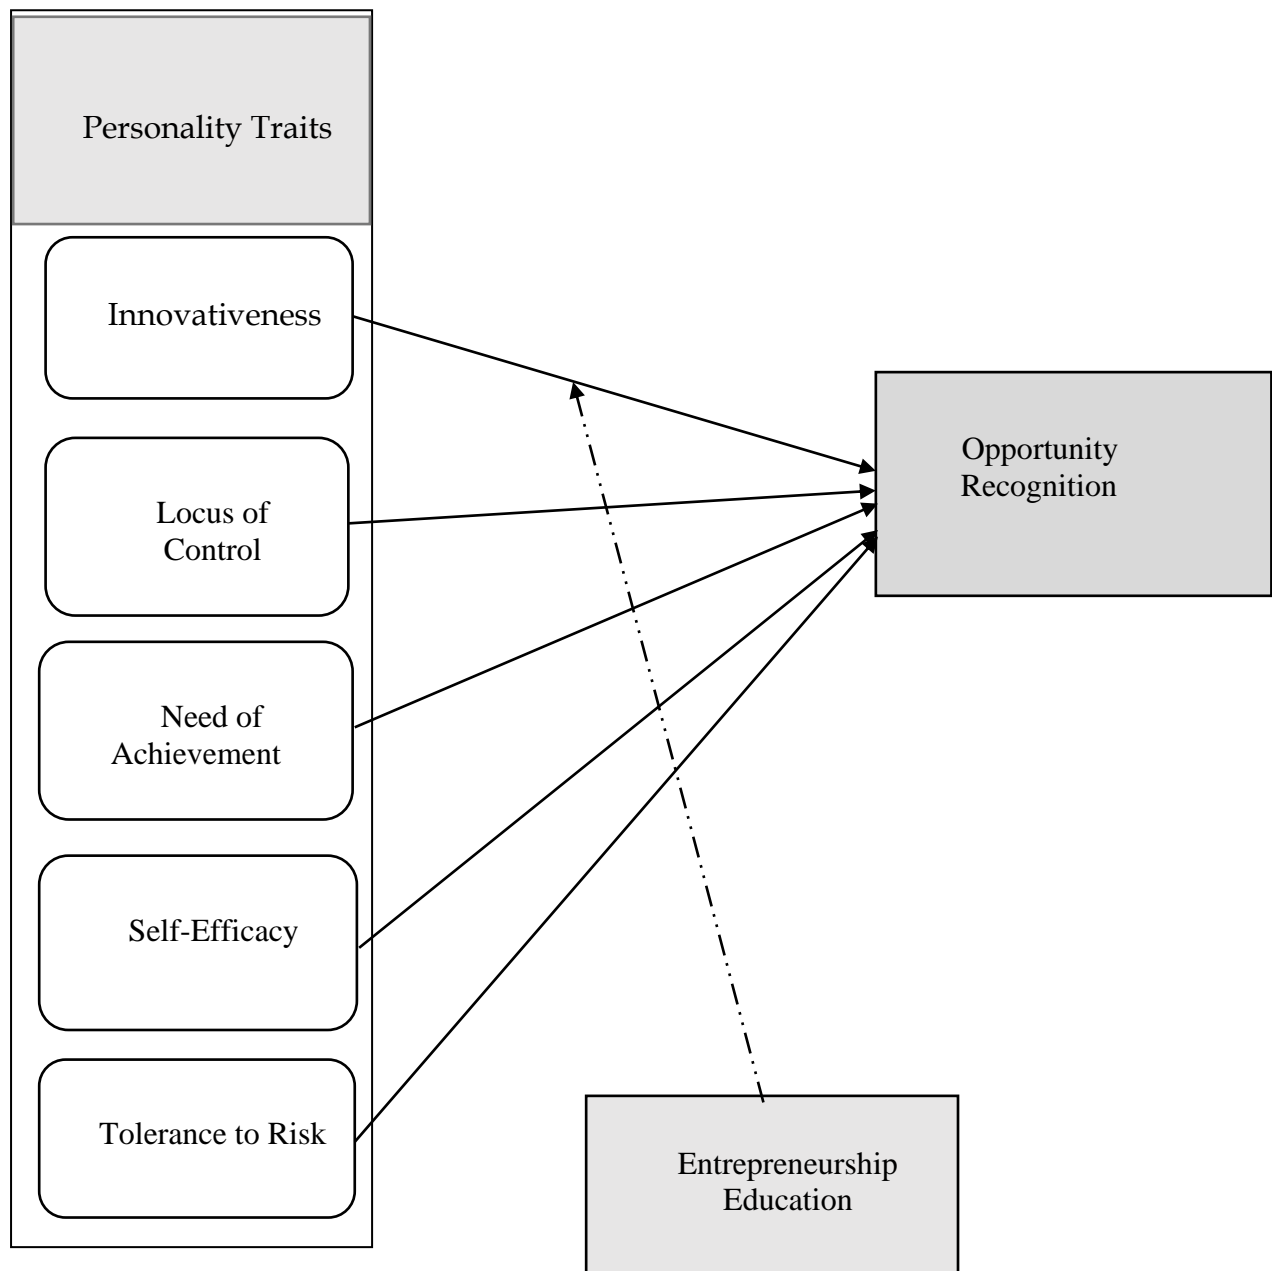 Personality Traits
Innovativeness
Locus of
Control
Need of
Achievement
Self-Efficacy
Tolerance to Risk
Opportunity
Recognition
Entrepreneurship
Education